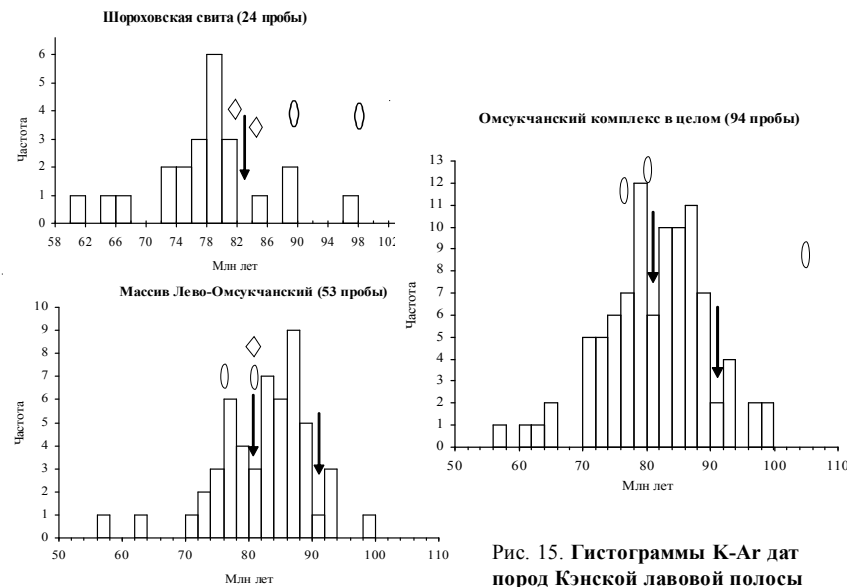 Шороховская свита (24 пробы)
6
5
4
3
2
1
0
Частота
58 62 66 70 74 78 82 86 90 94 98 102
Млн лет
Массив Лево-Омсукчанский (53 пробы)
10
9
8
7
6
5
4
3
2
1
0
Частота
50 60 70 80 90 100 110
Млн лет
Омсукчанский комплекс в целом (94 пробы)
13
12
11
10
9
8
7
6
5
4
3
2
1
0
Частота
50 60 70 80 90 100 110
Млн лет
Рис. 15. Гистограммы K-Ar дат
пород Кэнской лавовой полосы